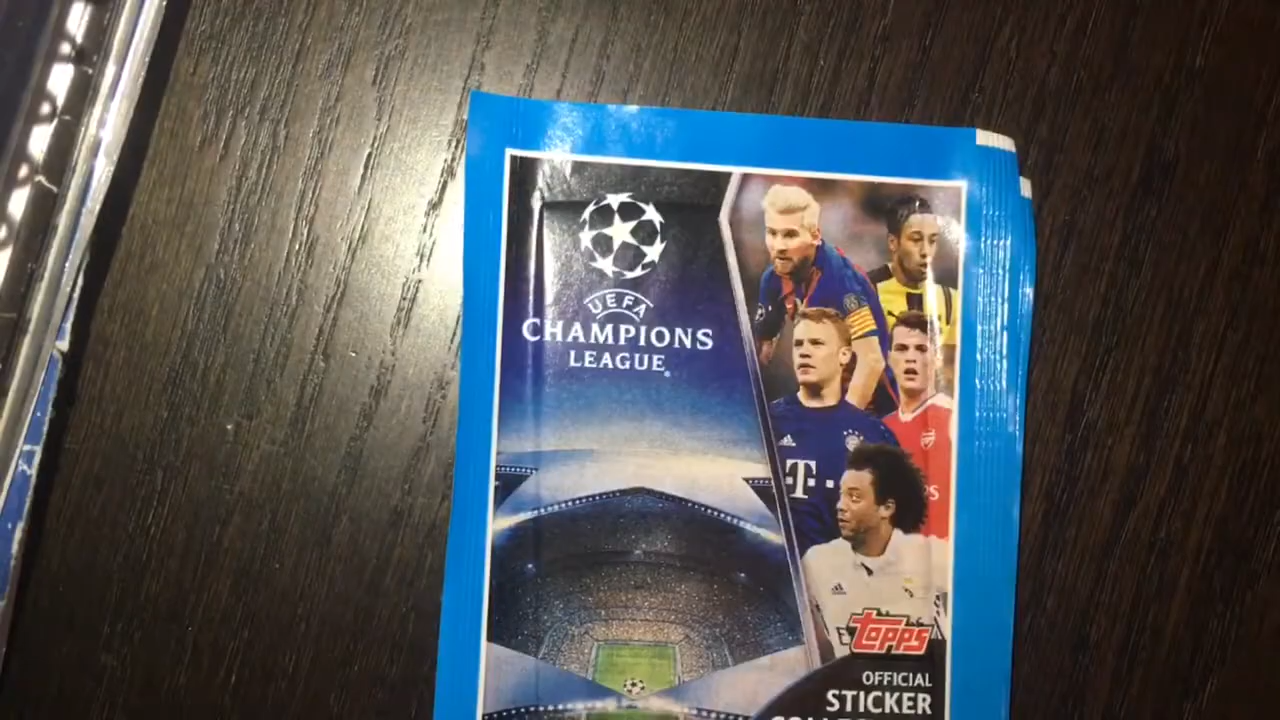 UEFA
CHAMPIONS
LEAGUE®
T
topps
OFFICIAL
STICKER